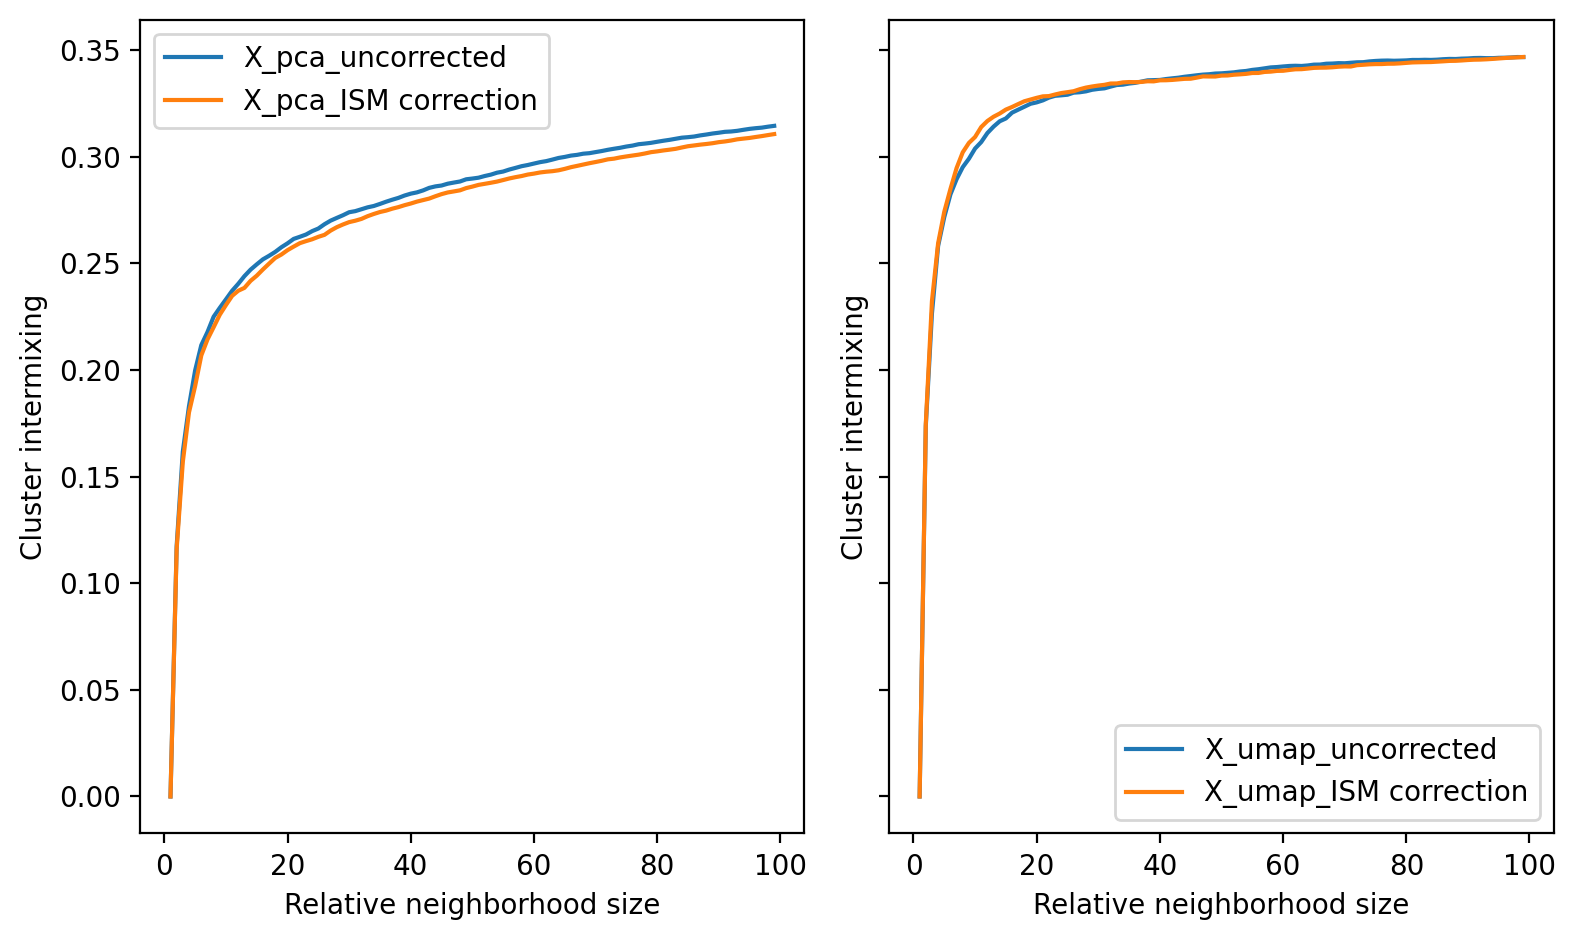 X_pca_uncorrected
X_pca_ISM correction
0.35
0.30
0.25
0.20
0.15
0.10
0.05
0.00
Cluster intermixing
0 20 40 60 80 100
Relative neighborhood size
Cluster intermixing
X_umap_uncorrected
X_umap_ISM correction
0 20 40 60 80 100
Relative neighborhood size